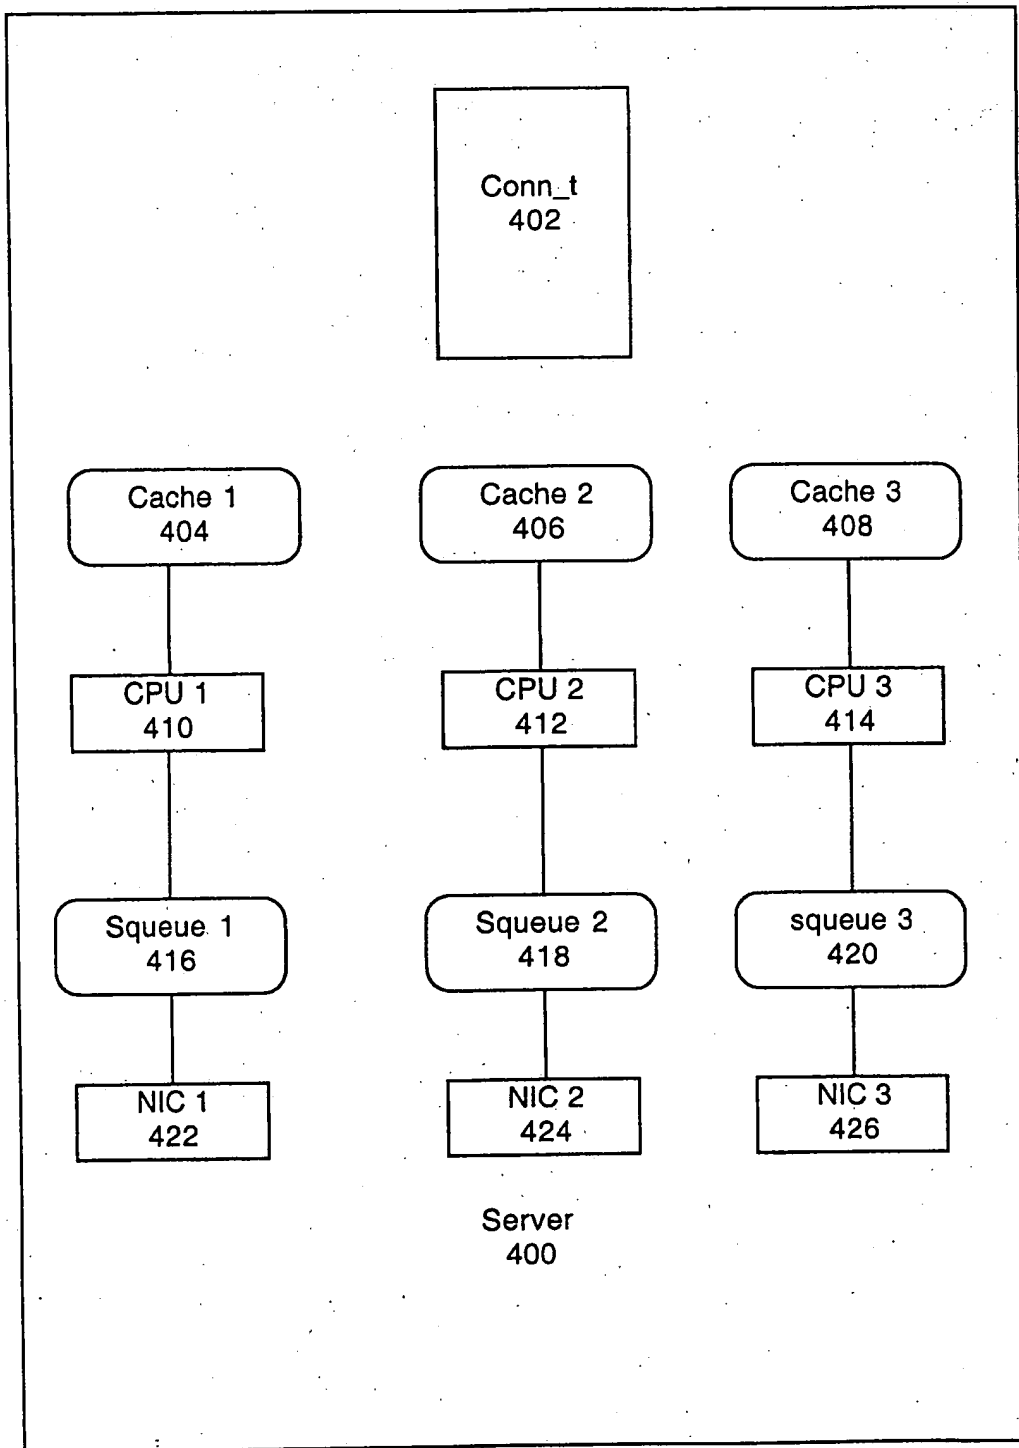 Conn_t
402
Cache 1
404
Cache 2
406
Cache 3
408
CPU 1
410
CPU 2
412
CPU 3
414
Squeue 1
416
Squeue 2
418
squeue 3
420
NIC 1
422
NIC 2
424
NIC 3
426
Server
400